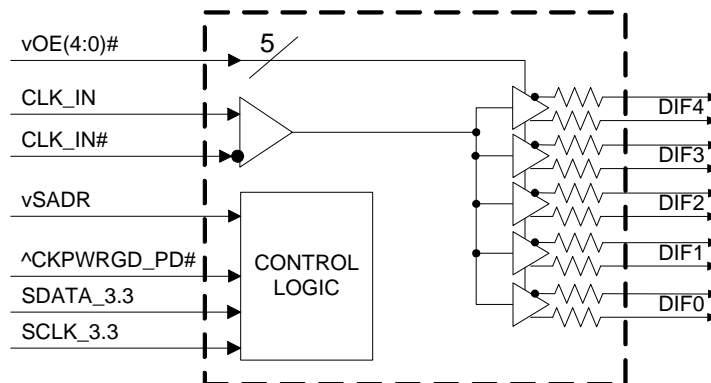 vOE(4:0)#
5
CLK_IN
CLK_IN#
vSADR
^CKPWRGD_PD#
SDATA_3.3
SCLK_3.3
CONTROL
LOGIC
DIF4
DIF3
DIF2
DIF1
DIF0